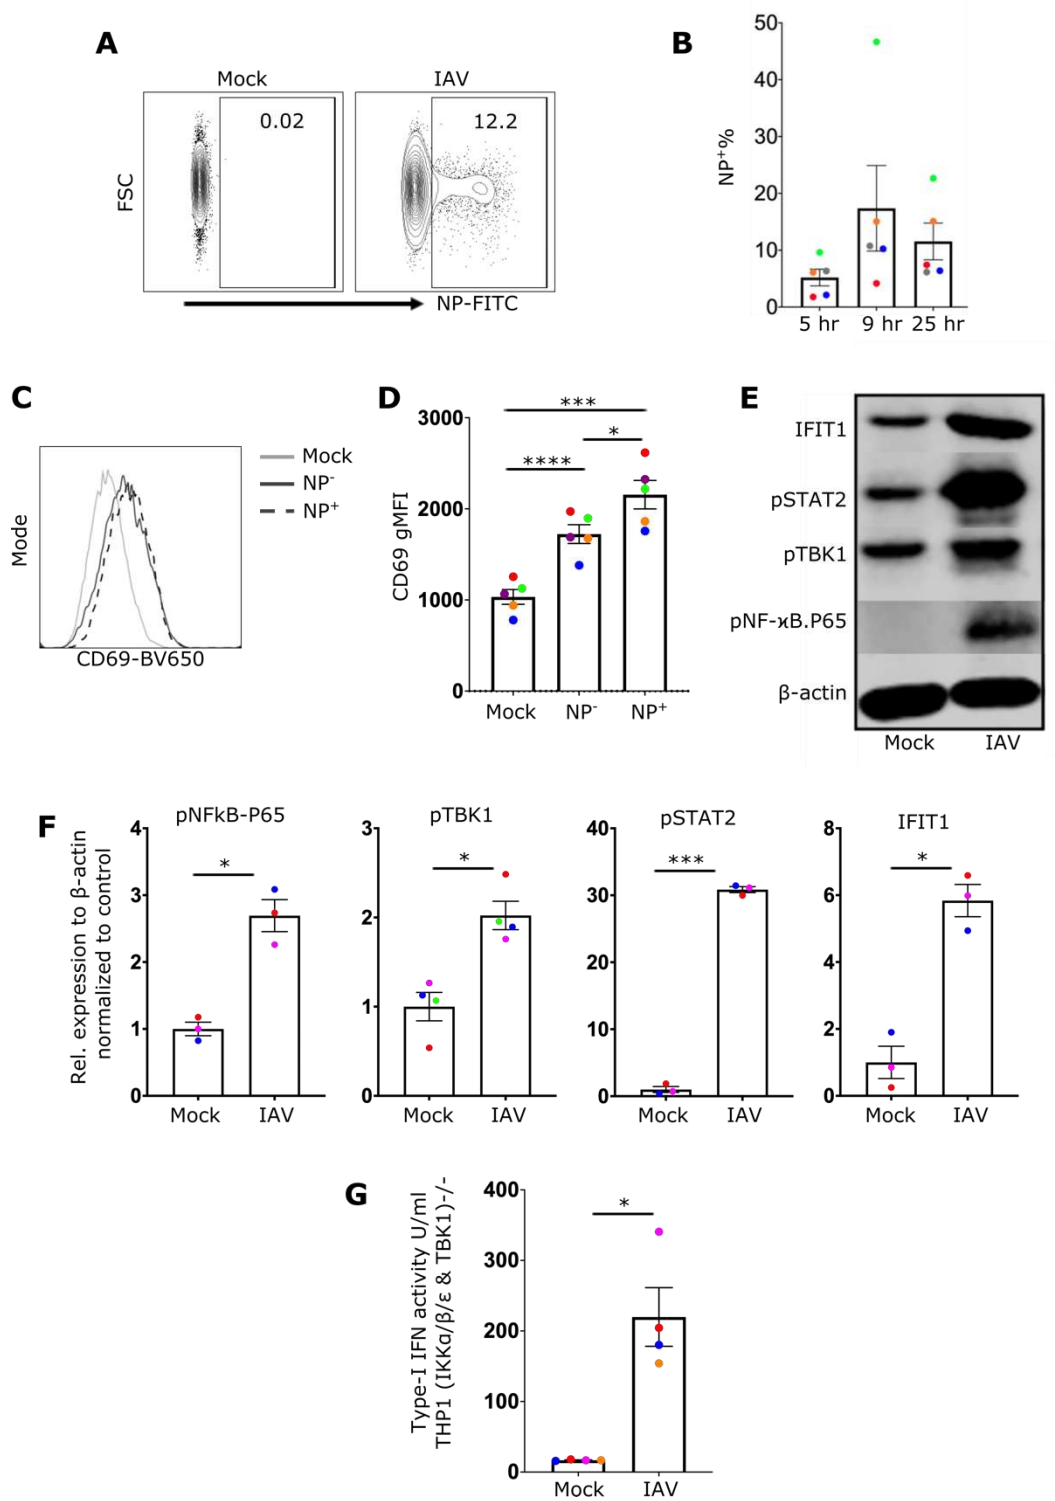 A
Mock
IAV
0.02
12.2
FSC
NP-FITC
B
NP+%
50
40
30
20
10
0
5 hr
9 hr
25 hr
C
Mode
CD69-BV650
Mock
NP-
NP+
D
CD69 gMFI
3000
2000
1000
0
***
*
****
Mock
NP-
NP+
E
IFIT1
pSTAT2
pTBK1
pNF-ϰB.P65
β-actin
Mock
IAV
F
Rel. expression to β-actin
normalized to control
pNFkB-P65
4
3
2
1
0
*
Mock
IAV
pTBK1
3
2
1
0
*
Mock
IAV
pSTAT2
40
30
20
10
0
***
Mock
IAV
IFIT1
8
6
4
2
0
*
Mock
IAV
G
Type-I IFN activity U/ml
THP1 (IKKα/β/ε & TBK1)-/-
400
300
200
100
0
*
Mock
IAV